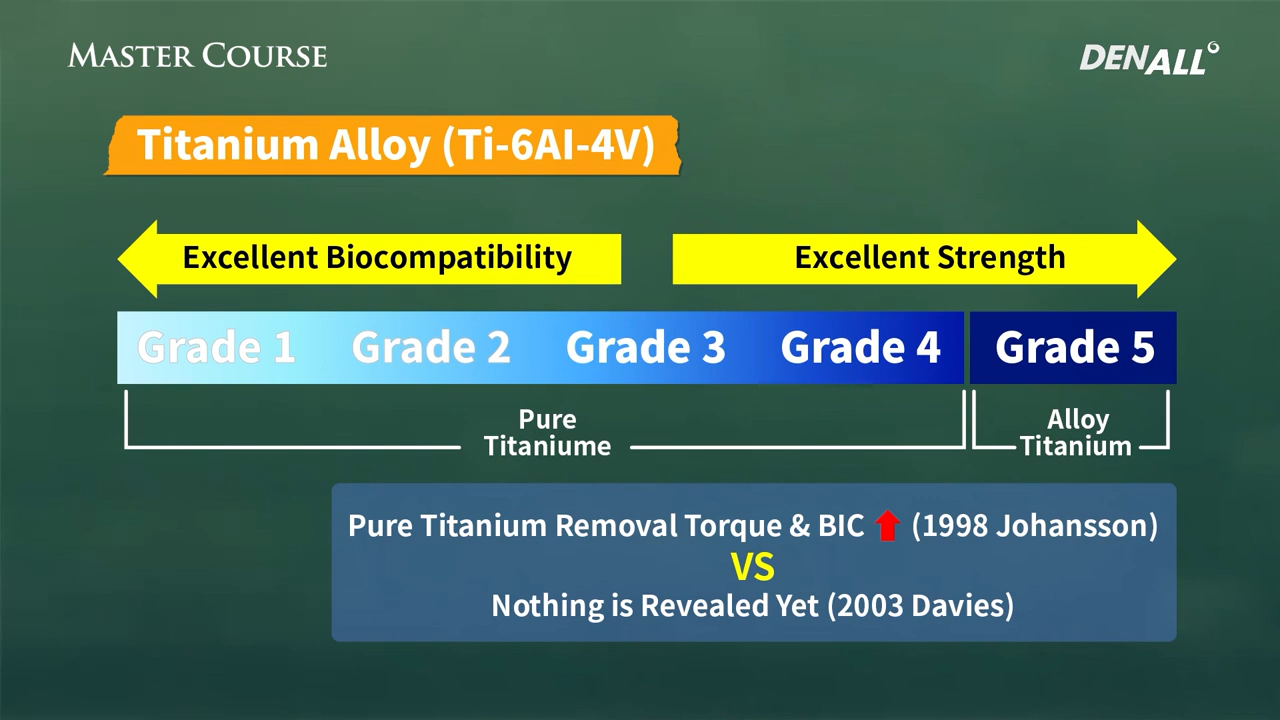 MASTER COURSE
DENALL
Titanium Alloy (Ti-6AI-4V)
Excellent Biocompatibility
Excellent Strength
Grade 1
Grade 2
Grade 3
Grade 4
Grade 5
Pure
Titaniume
Alloy
Titanium
Pure Titanium Removal Torque & BIC (1998 Johansson)
VS
Nothing is Revealed Yet (2003 Davies)